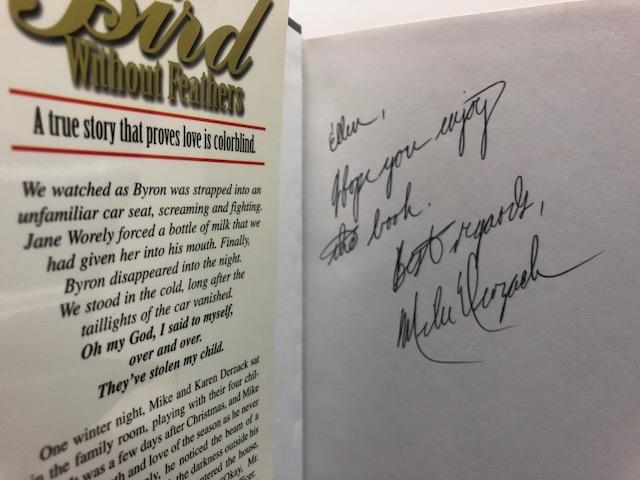 Bird
Without Feathers
A true story that proves love is colorblind.
We watched as Byron was strapped into an
unfamiliar car seat, screaming and fighting.
Jane Worely forced a bottle of milk that we
had given her into his mouth. Finally,
Byron disappeared into the night.
We stood in the cold, long after the
taillights of the car vanished.
Oh my God, I said to myself,
over and over.
They've stolen my child.
One winter night, Mike and Karen Derzack sat
in the family room, playing with their four chil-
It was a few days after Christmas, and Mike
and love of the season as he never
he noticed the beam of a
the darkness outside his
entered the house,
"Okay, Mr.
Ellen,
Hope you enjoy
the book.
Best regards,
Mike Derzack